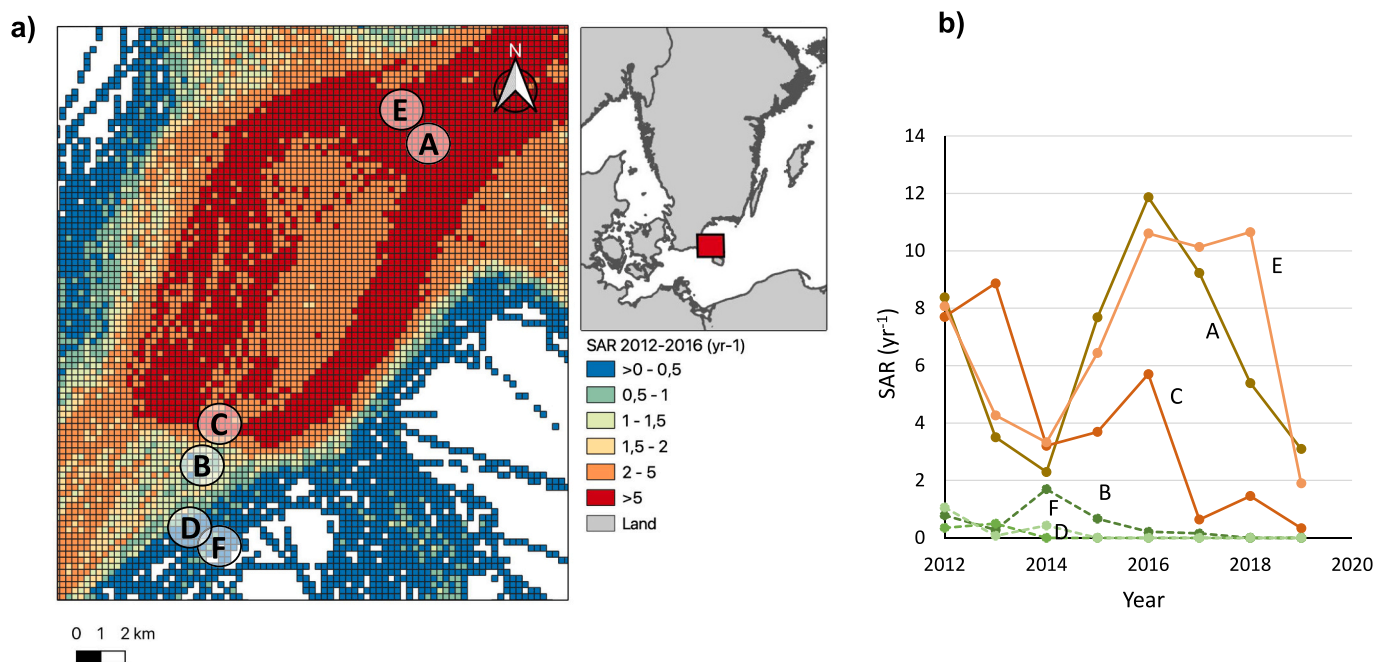 a)
N
E
A
C
B
D
F
0 1 2 km
SAR 2012-2016 (yr-1)
>0 - 0,5
0,5 - 1
1 - 1,5
1,5 - 2
2 - 5
>5
Land
b)
14
12
10
8
6
4
2
0
SAR (yr-1)
E
A
C
B
F
D
2012 2014 2016 2018 2020
Year